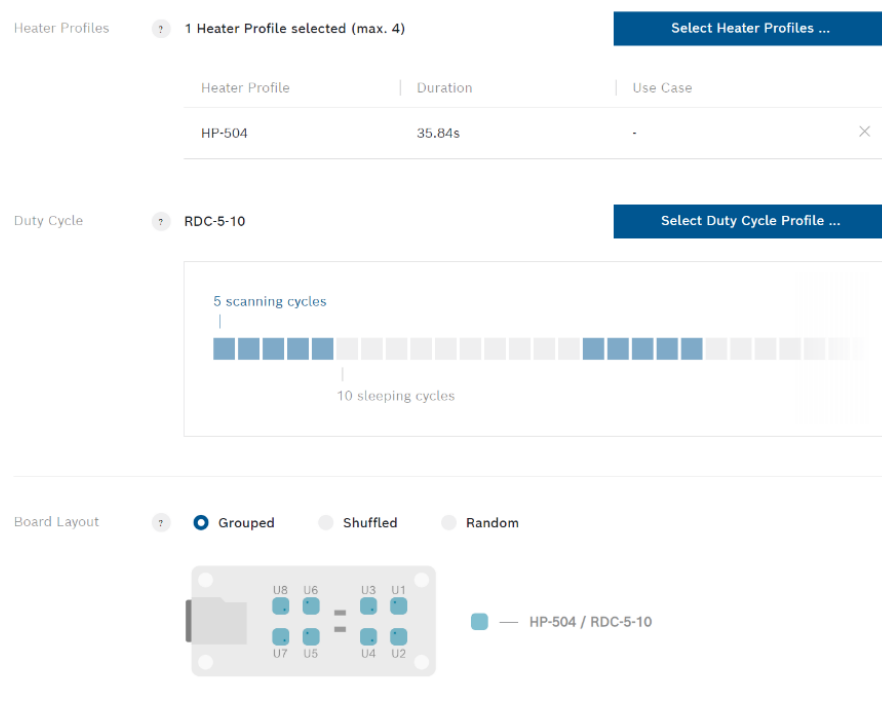 Heater Profiles ? 1 Heater Profile selected (max. 4) Select Heater Profiles ...
Heater Profile Duration Use Case
HP-504 35.84s -
Duty Cycle ? RDC-5-10 Select Duty Cycle Profile ...
5 scanning cycles
10 sleeping cycles
Board Layout ? Grouped Shuffled Random
U8 U6 U3 U1
HP-504 / RDC-5-10
U7 U5 U4 U2